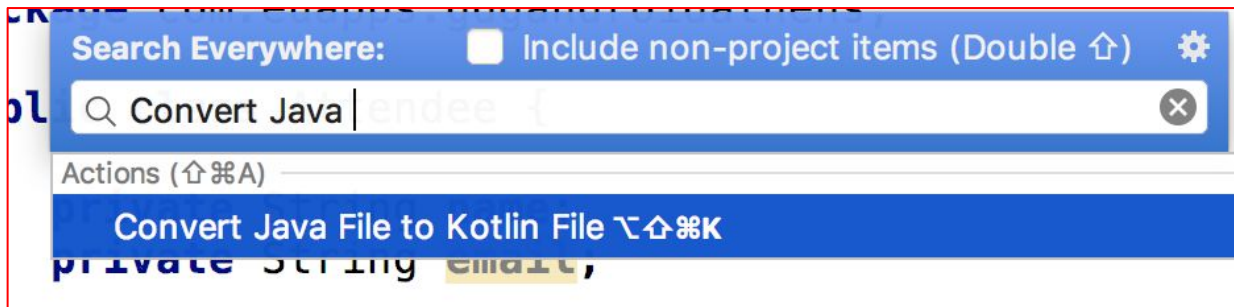 Search Everywhere: Include non-project items (Double ⇧)
Convert Java
Actions (⇧⌘A)
Convert Java File to Kotlin File ⌥⇧⌘K
private String email;